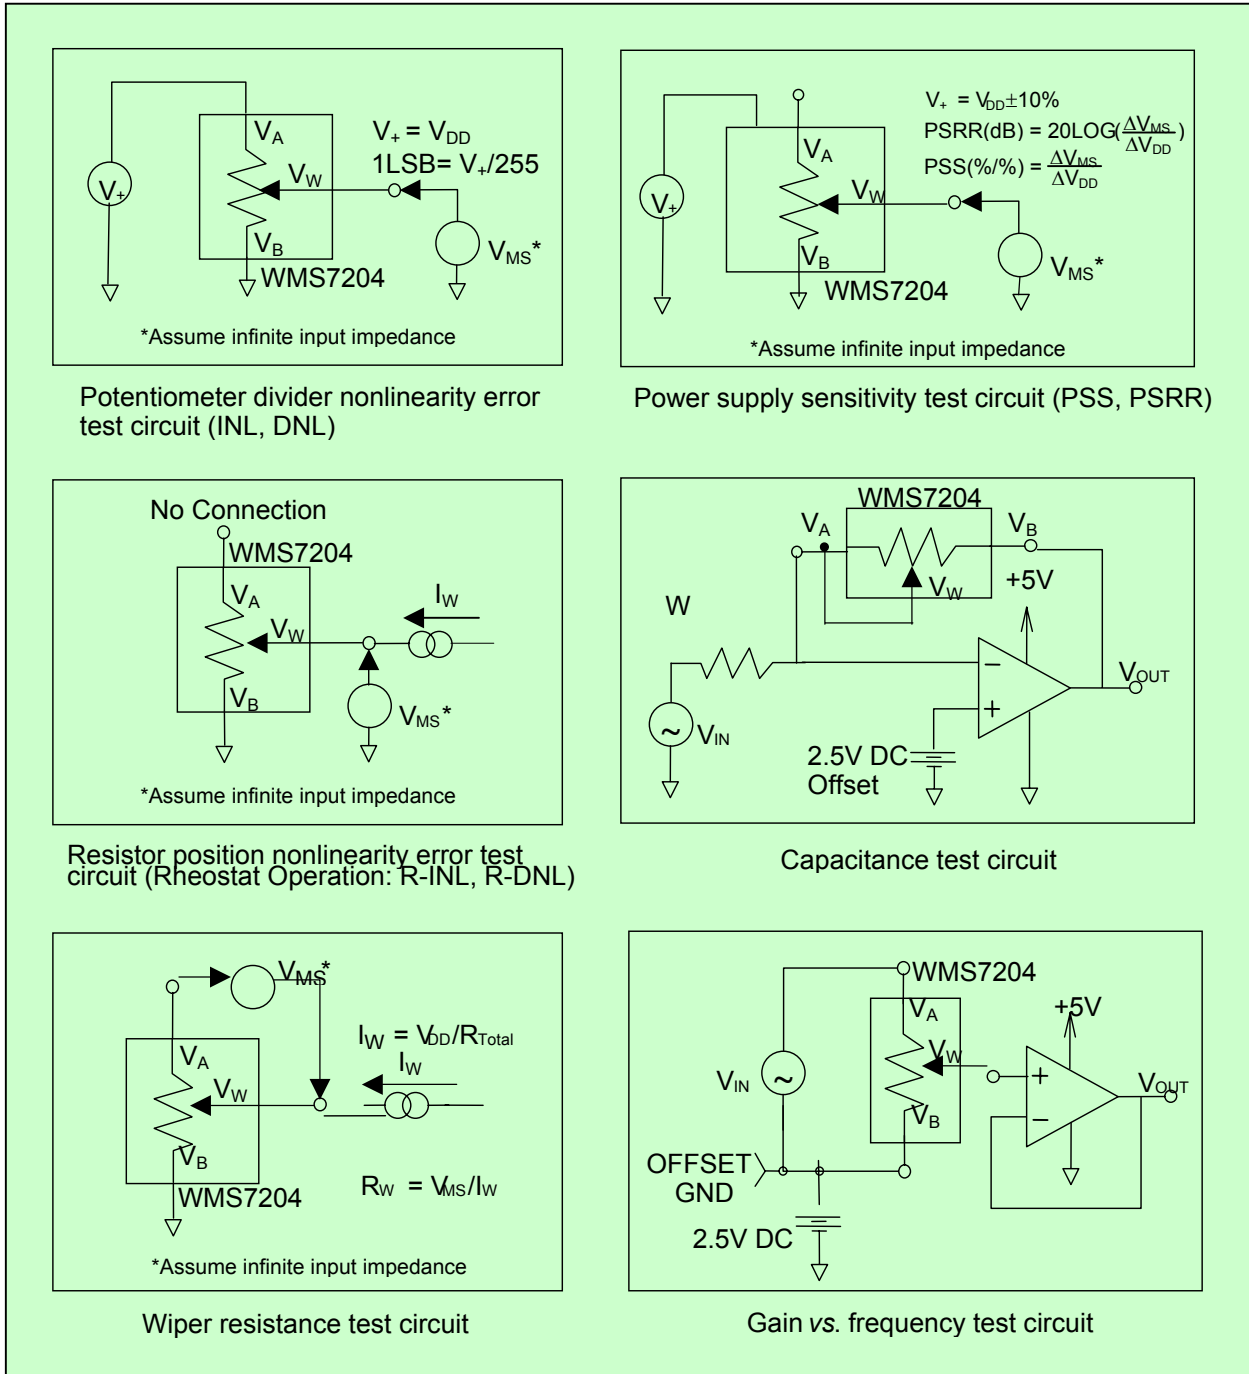 V+
VA
VW
VB
WMS7204
V+ = VDD
1LSB= V+/255
VMS*
*Assume infinite input impedance
Potentiometer divider nonlinearity error
test circuit (INL, DNL)
V+
VA
VW
VB
WMS7204
V+ = VDD±10%
PSRR(dB) = 20LOG(ΔVMS/ΔVDD)
PSS(%/%) = ΔVMS/ΔVDD
VMS*
*Assume infinite input impedance
Power supply sensitivity test circuit (PSS, PSRR)
No Connection
WMS7204
VA
VW
VB
IW
VMS*
*Assume infinite input impedance
Resistor position nonlinearity error test
circuit (Rheostat Operation: R-INL, R-DNL)
WMS7204
VA
VB
VW
+5V
W
~
VIN
−
+
VOUT
2.5V DC
Offset
Capacitance test circuit
VMS*
VA
VW
VB
WMS7204
IW = VDD/RTotal
IW
RW = VMS/IW
*Assume infinite input impedance
Wiper resistance test circuit
WMS7204
VA
VW
VB
+5V
VIN
~
+
−
VOUT
OFFSET
GND
2.5V DC
Gain vs. frequency test circuit